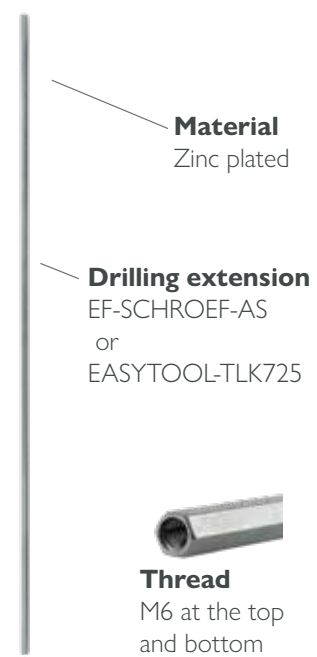 Material
Zinc plated
Drilling extension
EF-SCHROEF-AS
or
EASYTOOL-TLK725
Thread
M6 at the top
and bottom